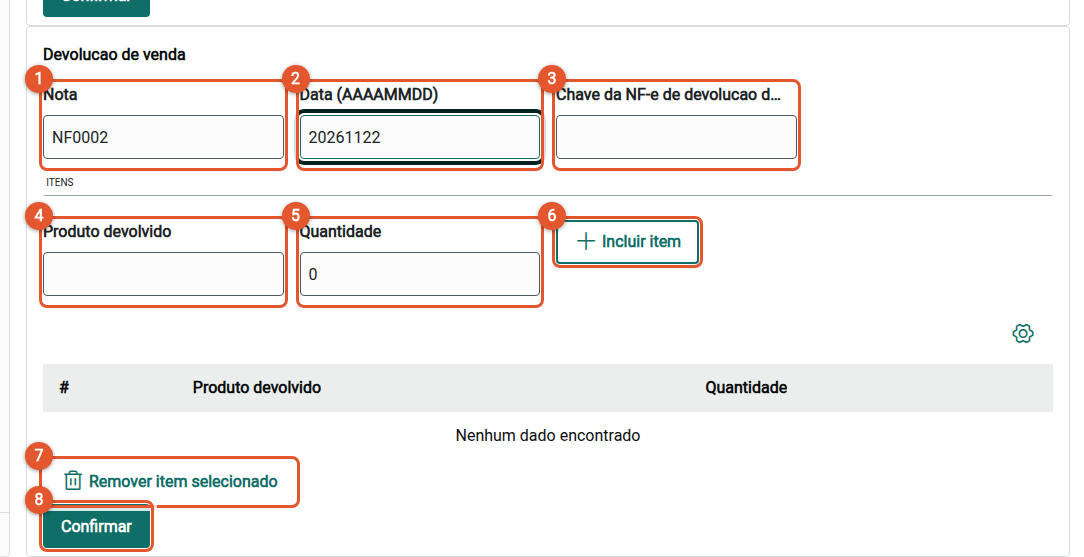 Devolucao de venda
1 2 3
Nota Data (AAAAMMDD) Chave da NF-e de devolucao d...
NF0002 20261122
ITENS
4 5 6
Produto devolvido Quantidade Incluir item
0
# Produto devolvido Quantidade
Nenhum dado encontrado
7
Remover item selecionado
8
Confirmar